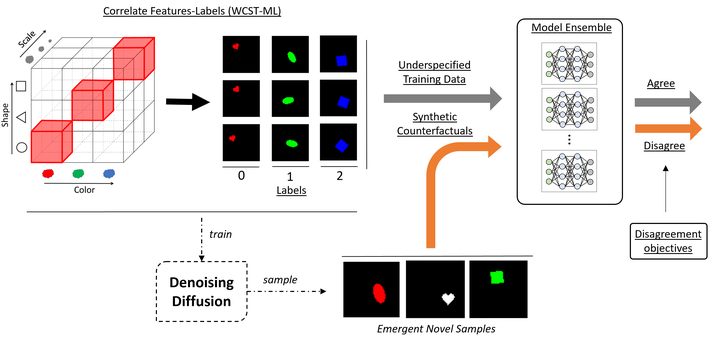 Correlate Features-Labels (WCST-ML)
Scale
Shape
Color
0 1 2
Labels
Underspecified
Training Data
Synthetic
Counterfactuals
Model Ensemble
...
Agree
Disagree
Disagreement
objectives
train
Denoising
Diffusion
sample
Emergent Novel Samples